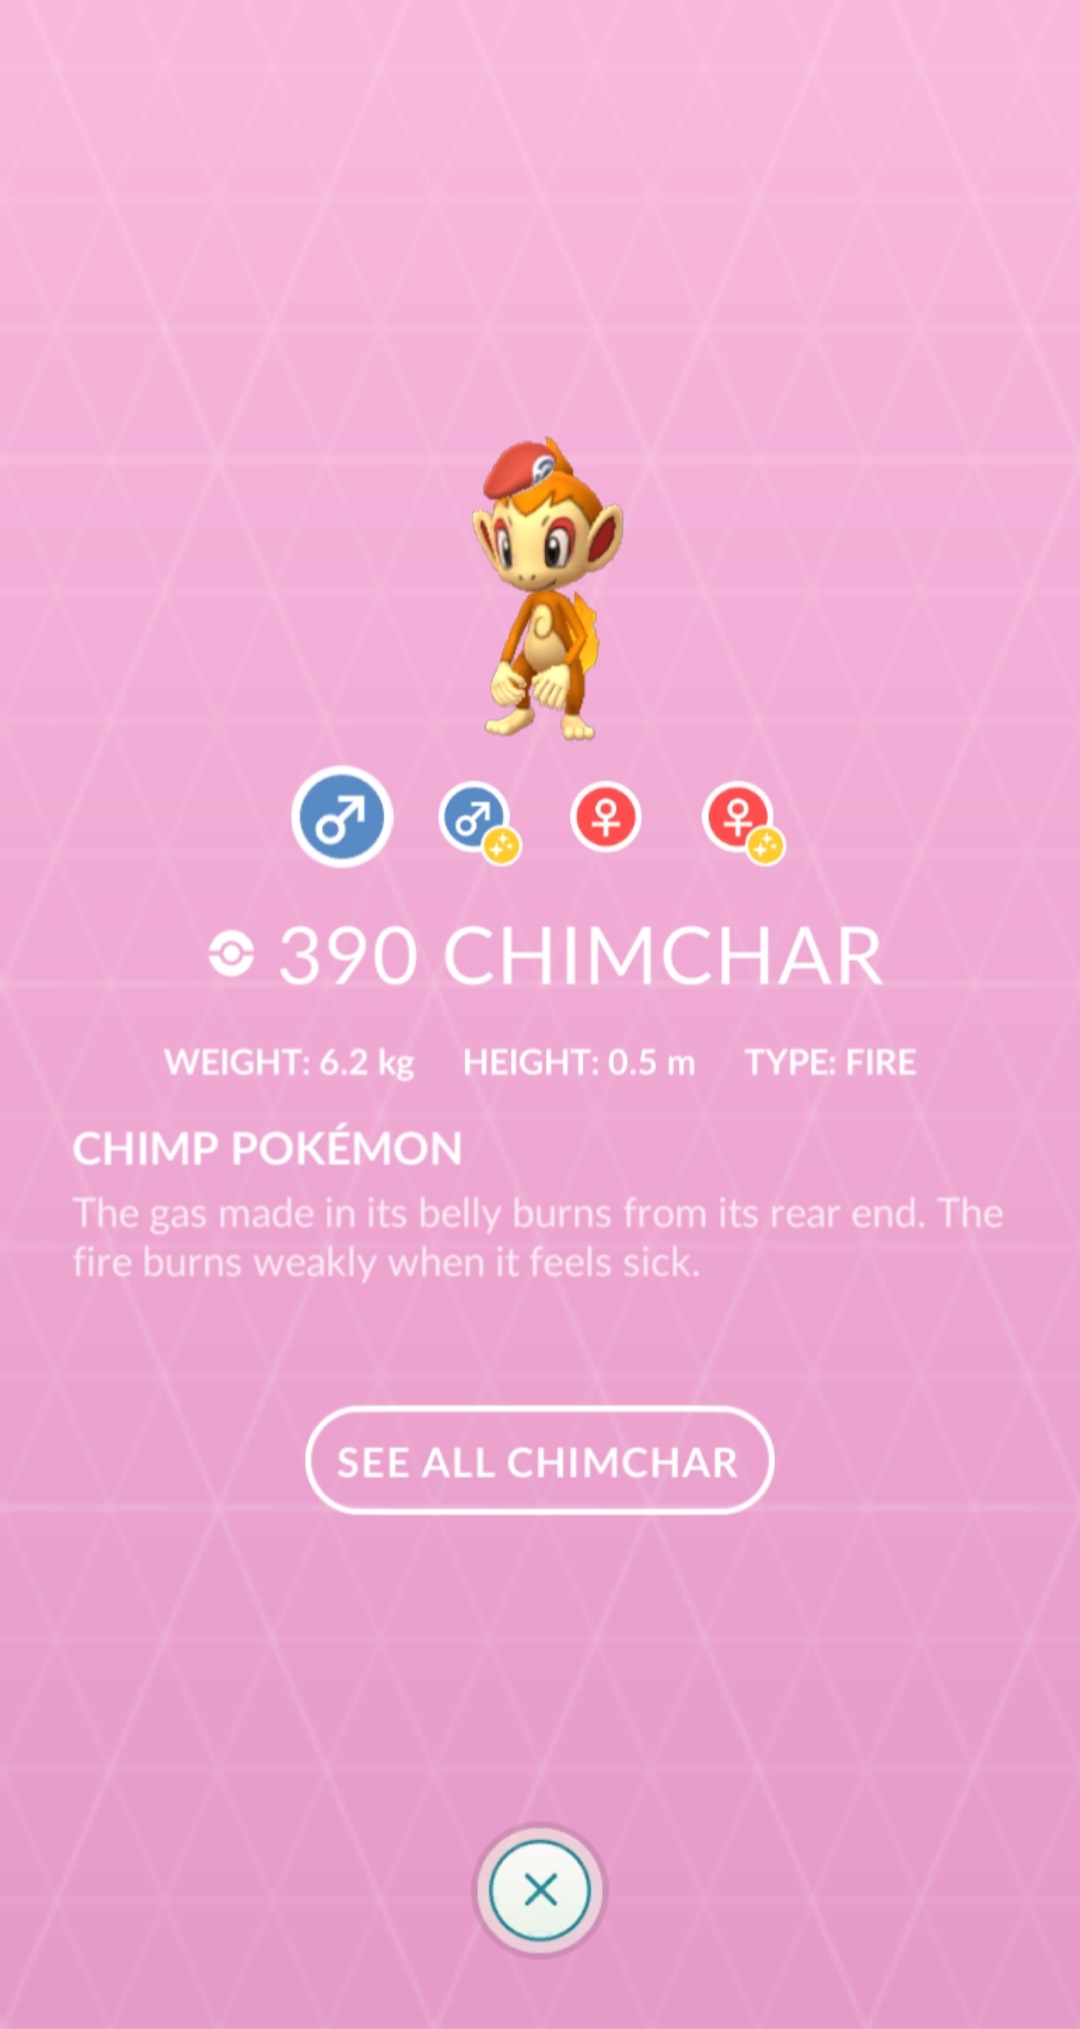 390 CHIMCHAR
WEIGHT: 6.2 kg HEIGHT: 0.5 m TYPE: FIRE
CHIMP POKÉMON
The gas made in its belly burns from its rear end. The
fire burns weakly when it feels sick.
SEE ALL CHIMCHAR